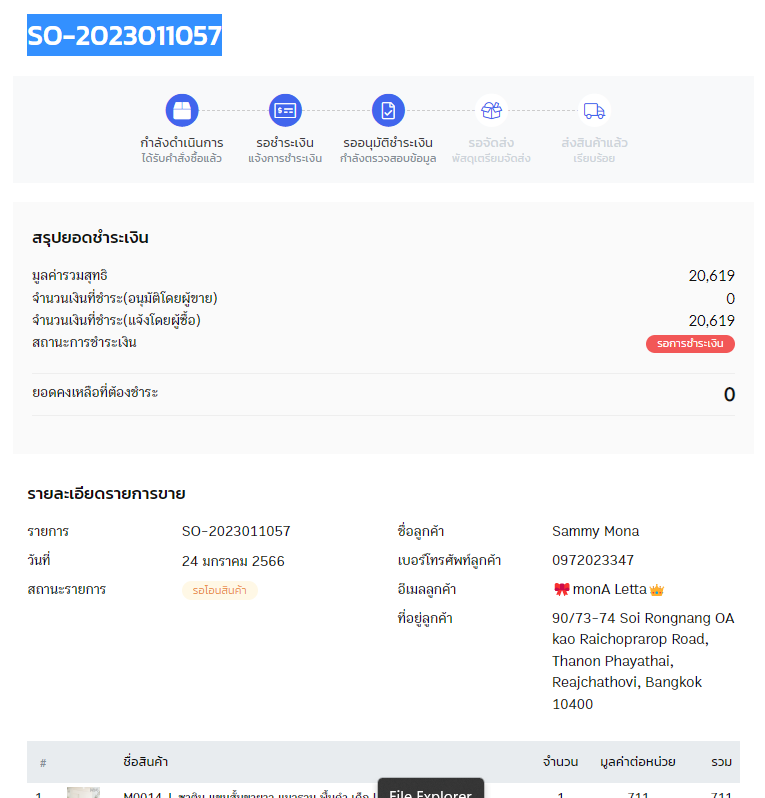 SO-2023011057
กำลังดำเนินการ
ได้รับคำสั่งซื้อแล้ว
รอชำระเงิน
แจ้งการชำระเงิน
รออนุมัติชำระเงิน
กำลังตรวจสอบข้อมูล
รอจัดส่ง
พัสดุเตรียมจัดส่ง
ส่งสินค้าแล้ว
เรียบร้อย
สรุปยอดชำระเงิน
มูลค่ารวมสุทธิ 20,619
จำนวนเงินที่ชำระ(อนุมัติโดยผู้ขาย) 0
จำนวนเงินที่ชำระ(แจ้งโดยผู้ซื้อ) 20,619
สถานะการชำระเงิน รอการชำระเงิน
ยอดคงเหลือที่ต้องชำระ 0
รายละเอียดรายการขาย
รายการ SO-2023011057
วันที่ 24 มกราคม 2566
สถานะรายการ รอโอนสินค้า
ชื่อลูกค้า Sammy Mona
เบอร์โทรศัพท์ลูกค้า 0972023347
อีเมลลูกค้า 🎀monA Letta👑
ที่อยู่ลูกค้า 90/73-74 Soi Rongnang OA
kao Raichoprarop Road,
Thanon Phayathai,
Reajchathovi, Bangkok
10400
# ชื่อสินค้า จำนวน มูลค่าต่อหน่วย รวม
1 M0014 1 711 711
File Explorer